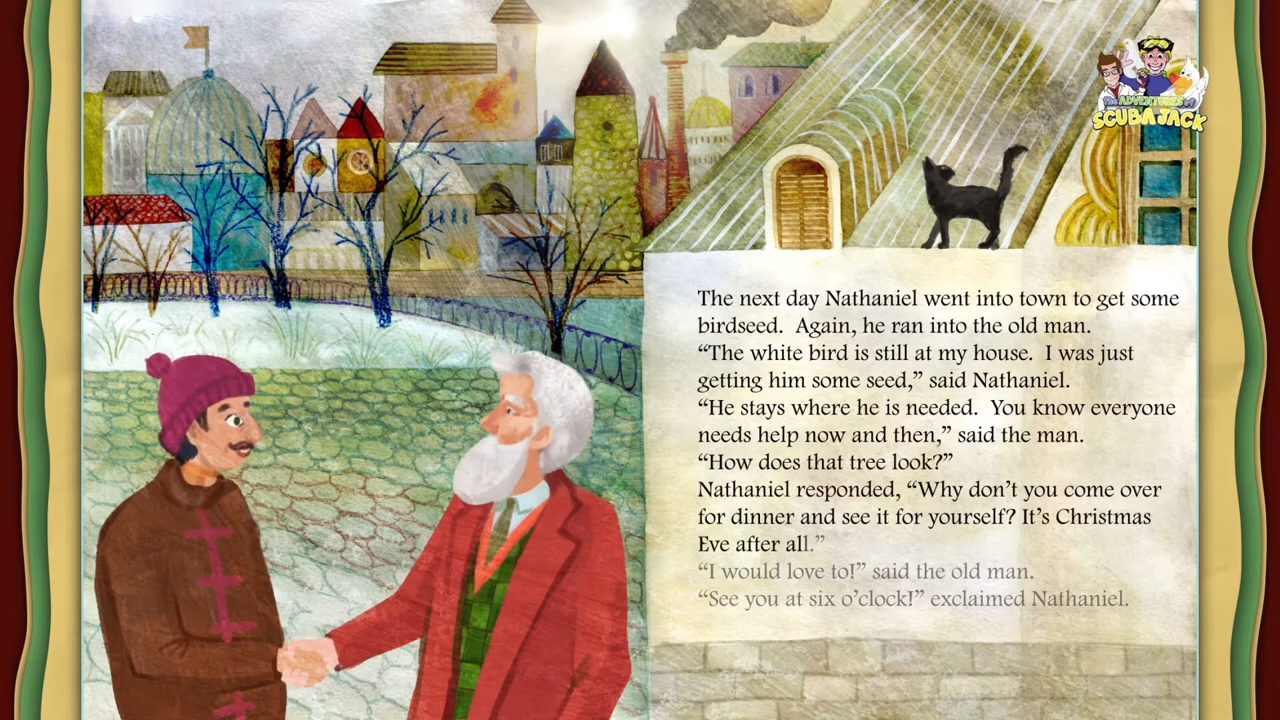 THE ADVENTURES OF
SCUBA JACK
The next day Nathaniel went into town to get some
birdseed.  Again, he ran into the old man.
“The white bird is still at my house.  I was just
getting him some seed,” said Nathaniel.
“He stays where he is needed.  You know everyone
needs help now and then,” said the man.
“How does that tree look?”
Nathaniel responded, “Why don’t you come over
for dinner and see it for yourself? It’s Christmas
Eve after all.”
“I would love to!” said the old man.
“See you at six o’clock!” exclaimed Nathaniel.